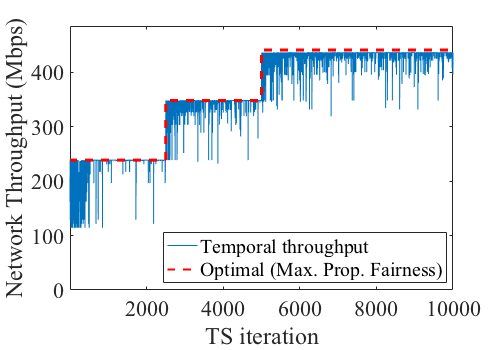 Network Throughput (Mbps)
400
300
200
100
0
Temporal throughput
Optimal (Max. Prop. Fairness)
2000
4000
6000
8000
10000
TS iteration